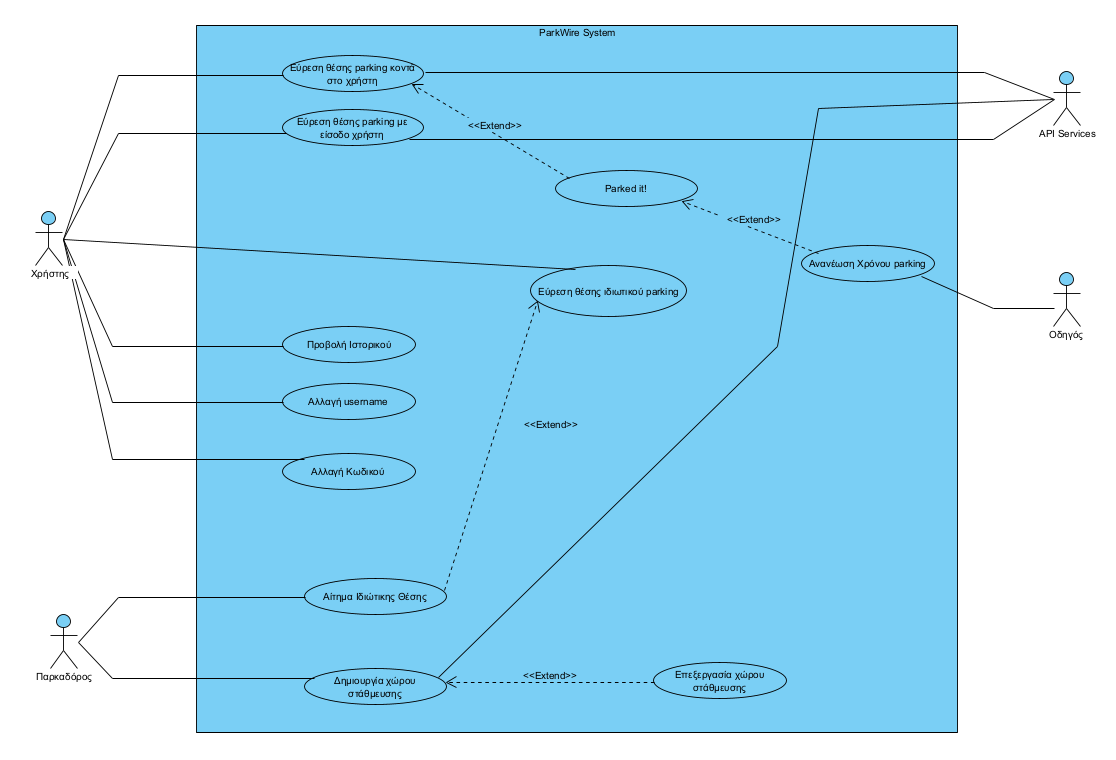 ParkWire System
Εύρεση θέσης parking κοντά
στο χρήστη
Εύρεση θέσης parking με
είσοδο χρήστη
<<Extend>>
API Services
Parked it!
<<Extend>>
Ανανέωση Χρόνου parking
Χρήστης
Εύρεση θέσης ιδιωτικού parking
Οδηγός
Προβολή Ιστορικού
Αλλαγή username
<<Extend>>
Αλλαγή Κωδικού
Αίτημα Ιδιώτικης Θέσης
Παρκαδόρος
Δημιουργία χώρου
στάθμευσης
<<Extend>>
Επεξεργασία χώρου
στάθμευσης